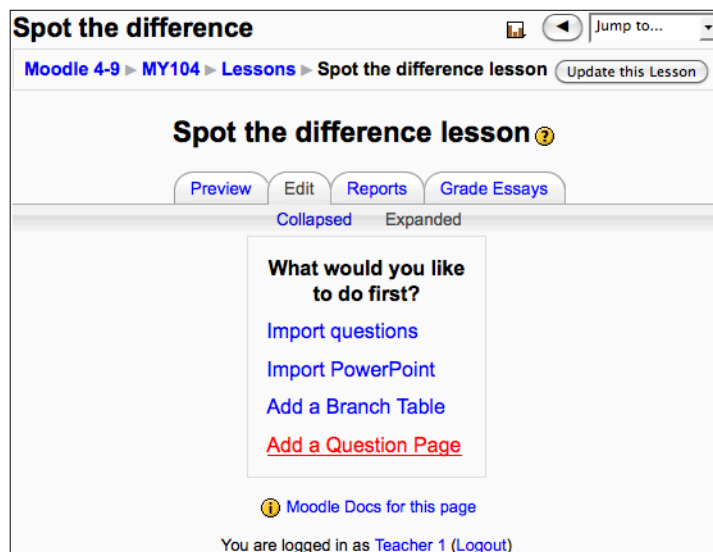 Spot the difference
Jump to...
Moodle 4-9 ► MY104 ► Lessons ► Spot the difference lesson Update this Lesson
Spot the difference lesson
Preview Edit Reports Grade Essays
Collapsed Expanded
What would you like
to do first?
Import questions
Import PowerPoint
Add a Branch Table
Add a Question Page
Moodle Docs for this page
You are logged in as Teacher 1 (Logout)